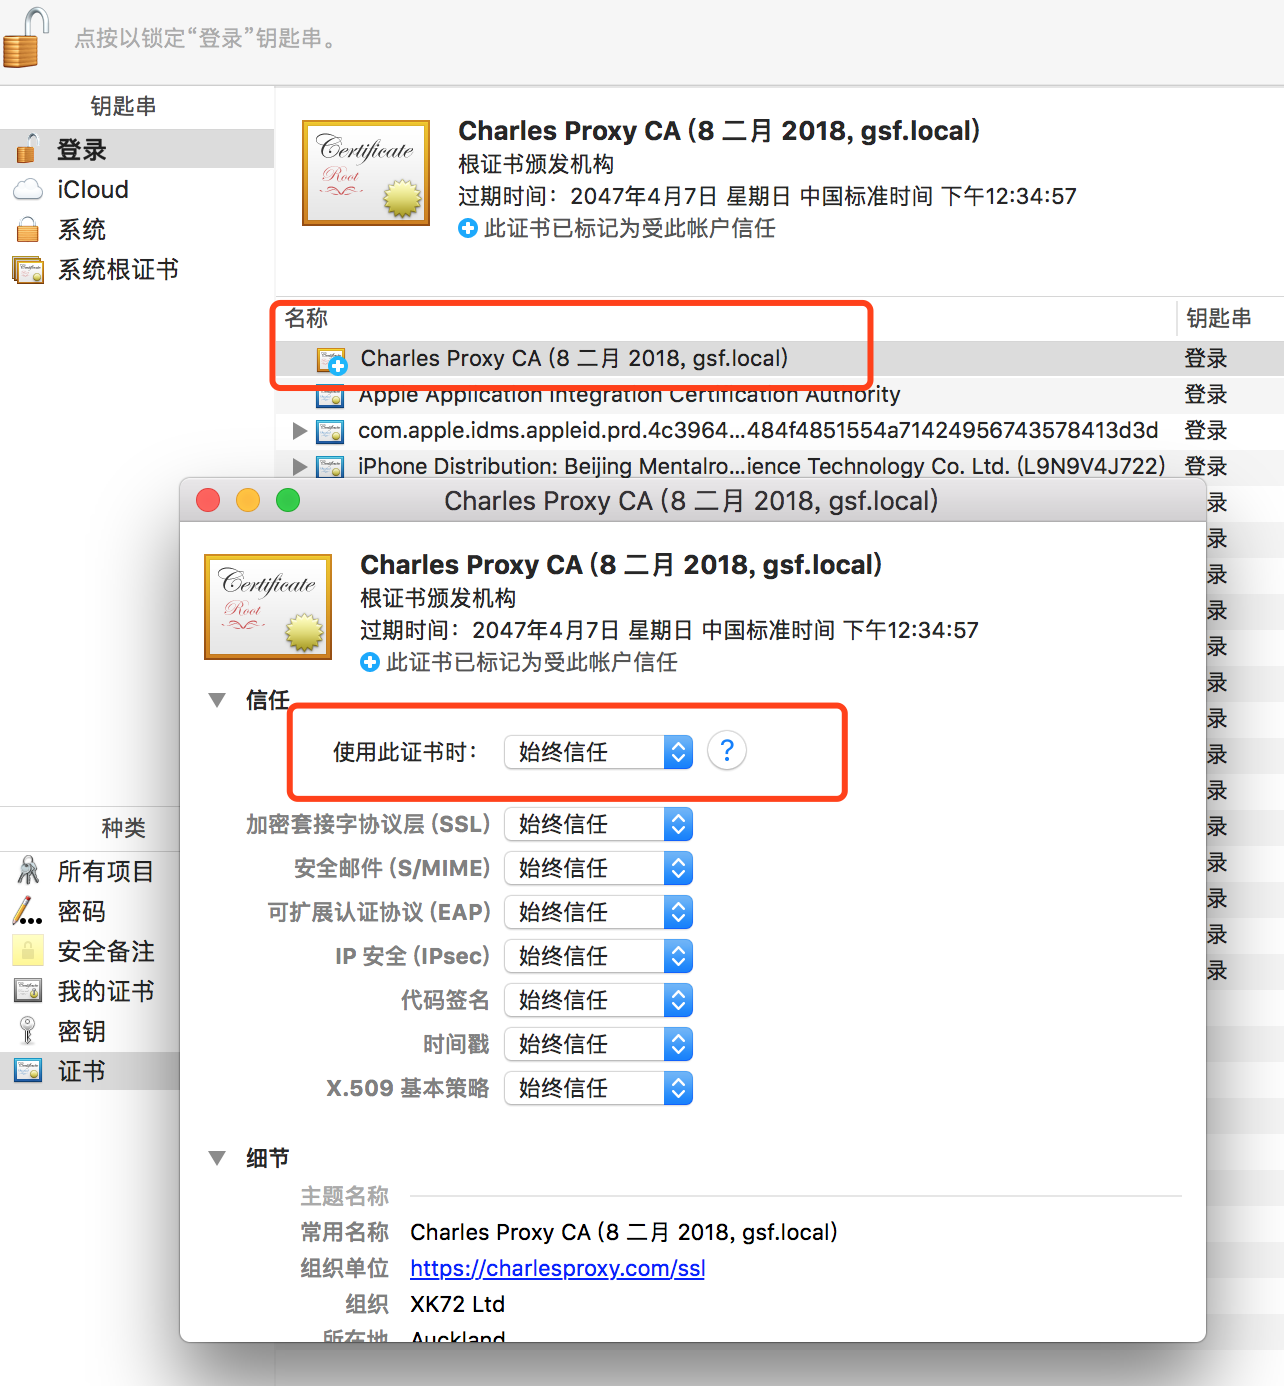 点按以锁定“登录”钥匙串。
钥匙串
登录
iCloud
系统
系统根证书
Certificate
Root
Charles Proxy CA (8 二月 2018, gsf.local)
根证书颁发机构
过期时间：2047年4月7日 星期日 中国标准时间 下午12:34:57
此证书已标记为受此帐户信任
名称
钥匙串
Charles Proxy CA (8 二月 2018, gsf.local)
登录
Apple Application Integration Certification Authority
登录
com.apple.idms.appleid.prd.4c3964...484f4851554a71424956743578413d3d
登录
iPhone Distribution: Beijing Mentalro...ience Technology Co. Ltd. (L9N9V4J722)
登录
录
录
录
录
录
录
录
录
录
录
录
录
录
录
Charles Proxy CA (8 二月 2018, gsf.local)
Certificate
Root
Charles Proxy CA (8 二月 2018, gsf.local)
根证书颁发机构
过期时间：2047年4月7日 星期日 中国标准时间 下午12:34:57
此证书已标记为受此帐户信任
信任
使用此证书时： 始终信任 ?
加密套接字协议层 (SSL) 始终信任
安全邮件 (S/MIME) 始终信任
可扩展认证协议 (EAP) 始终信任
IP 安全 (IPsec) 始终信任
代码签名 始终信任
时间戳 始终信任
X.509 基本策略 始终信任
细节
主题名称
常用名称 Charles Proxy CA (8 二月 2018, gsf.local)
组织单位 https://charlesproxy.com/ssl
组织 XK72 Ltd
所在地 Auckland
种类
所有项目
密码
安全备注
我的证书
密钥
证书